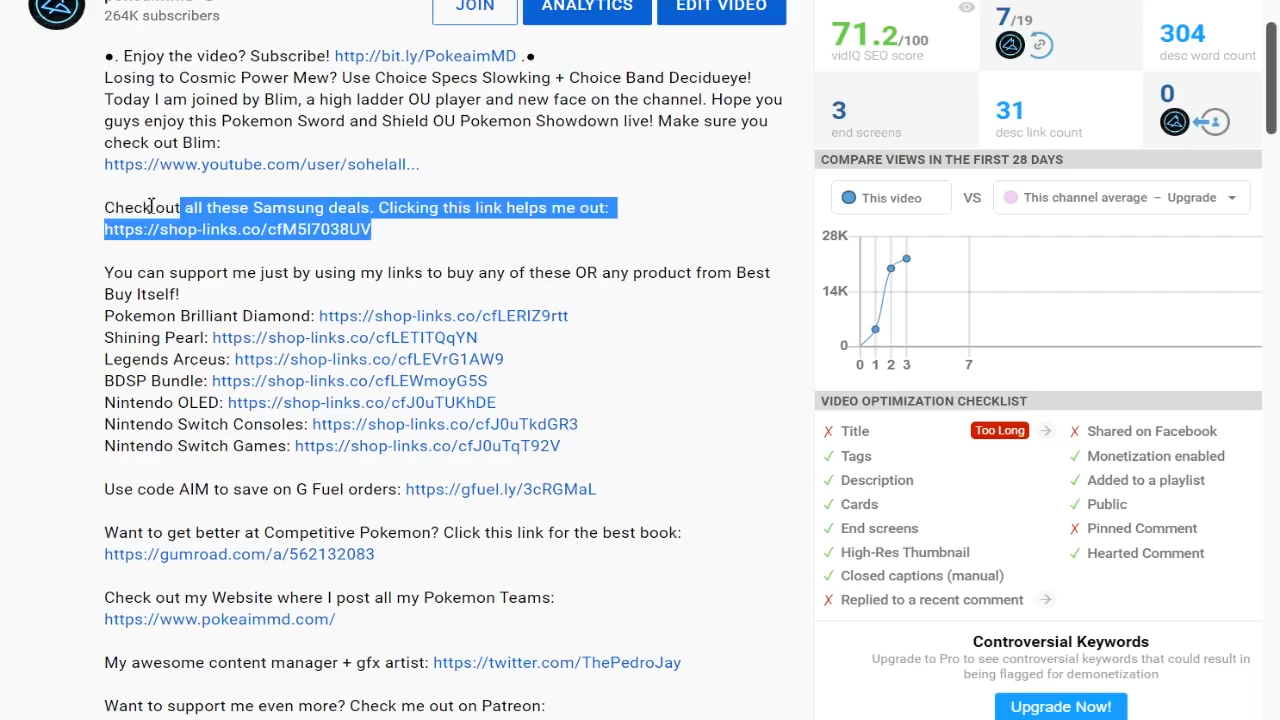 264K subscribers
JOIN
ANALYTICS
EDIT VIDEO
●. Enjoy the video? Subscribe! http://bit.ly/PokeaimMD .●
Losing to Cosmic Power Mew? Use Choice Specs Slowking + Choice Band Decidueye!
Today I am joined by Blim, a high ladder OU player and new face on the channel. Hope you
guys enjoy this Pokemon Sword and Shield OU Pokemon Showdown live! Make sure you
check out Blim:
https://www.youtube.com/user/sohelall...
Check out all these Samsung deals. Clicking this link helps me out:
https://shop-links.co/cfM5I7038UV
You can support me just by using my links to buy any of these OR any product from Best
Buy Itself!
Pokemon Brilliant Diamond: https://shop-links.co/cfLERIZ9rtt
Shining Pearl: https://shop-links.co/cfLETITQqYN
Legends Arceus: https://shop-links.co/cfLEVrG1AW9
BDSP Bundle: https://shop-links.co/cfLEWmoyG5S
Nintendo OLED: https://shop-links.co/cfJ0uTUKhDE
Nintendo Switch Consoles: https://shop-links.co/cfJ0uTkdGR3
Nintendo Switch Games: https://shop-links.co/cfJ0uTqT92V
Use code AIM to save on G Fuel orders: https://gfuel.ly/3cRGMaL
Want to get better at Competitive Pokemon? Click this link for the best book:
https://gumroad.com/a/562132083
Check out my Website where I post all my Pokemon Teams:
https://www.pokeaimmd.com/
My awesome content manager + gfx artist: https://twitter.com/ThePedroJay
Want to support me even more? Check me out on Patreon:
71.2/100
vidIQ SEO score
7/19
304
desc word count
3
end screens
31
desc link count
0
COMPARE VIEWS IN THE FIRST 28 DAYS
This video
VS
This channel average – Upgrade
28K
14K
0
0 1 2 3 7
VIDEO OPTIMIZATION CHECKLIST
Title Too Long
Tags
Description
Cards
End screens
High-Res Thumbnail
Closed captions (manual)
Replied to a recent comment
Shared on Facebook
Monetization enabled
Added to a playlist
Public
Pinned Comment
Hearted Comment
Controversial Keywords
Upgrade to Pro to see controversial keywords that could result in
being flagged for demonetization
Upgrade Now!